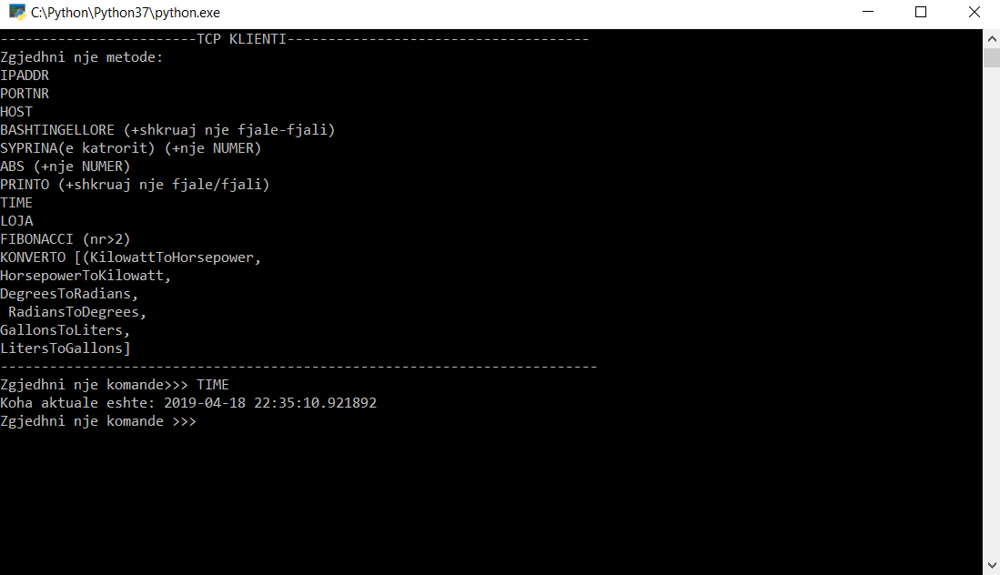 C:\Python\Python37\python.exe
------------------------TCP KLIENTI-------------------------------------
Zgjedhni nje metode:
IPADDR
PORTNR
HOST
BASHTINGELLORE (+shkruaj nje fjale-fjali)
SYPRINA(e katrorit) (+nje NUMER)
ABS (+nje NUMER)
PRINTO (+shkruaj nje fjale/fjali)
TIME
LOJA
FIBONACCI (nr>2)
KONVERTO [(KilowattToHorsepower,
HorsepowerToKilowatt,
DegreesToRadians,
 RadiansToDegrees,
GallonsToLiters,
LitersToGallons]
-------------------------------------------------------------------------
Zgjedhni nje komande>>> TIME
Koha aktuale eshte: 2019-04-18 22:35:10.921892
Zgjedhni nje komande >>>